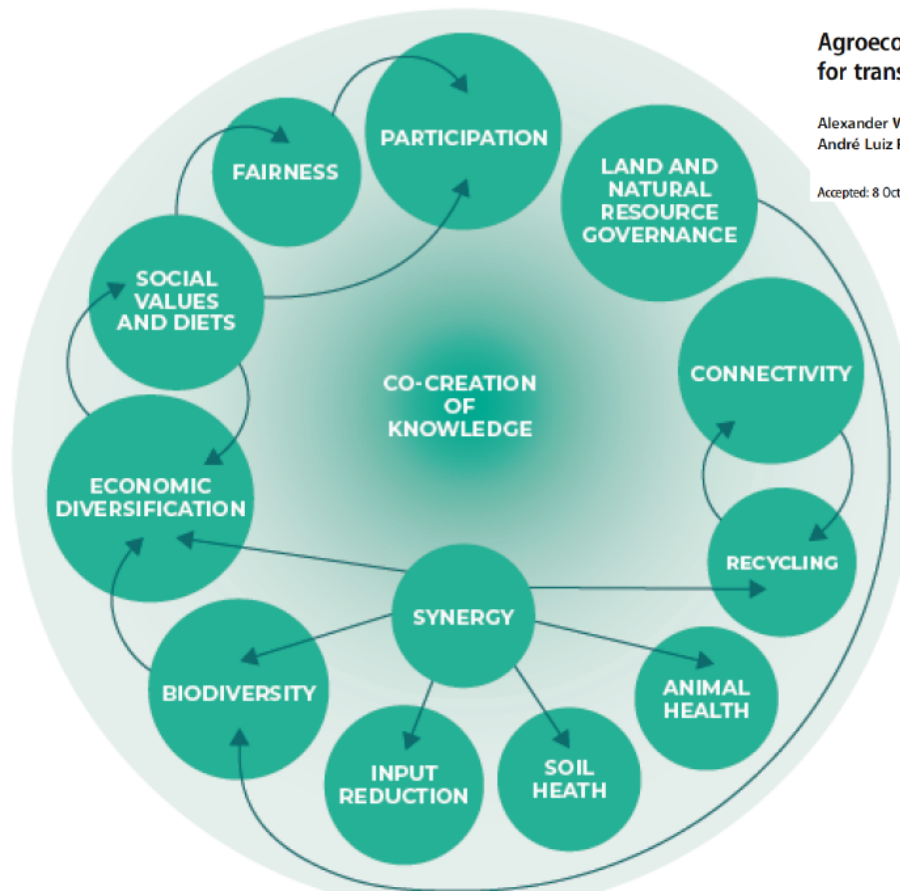 Agroeco
for trans
Alexander W
André Luiz
Accepted: 8 Oct
PARTICIPATION
FAIRNESS
LAND AND
NATURAL
RESOURCE
GOVERNANCE
SOCIAL
VALUES
AND DIETS
CONNECTIVITY
CO-CREATION
OF
KNOWLEDGE
ECONOMIC
DIVERSIFICATION
RECYCLING
SYNERGY
BIODIVERSITY
ANIMAL
HEALTH
INPUT
REDUCTION
SOIL
HEATH